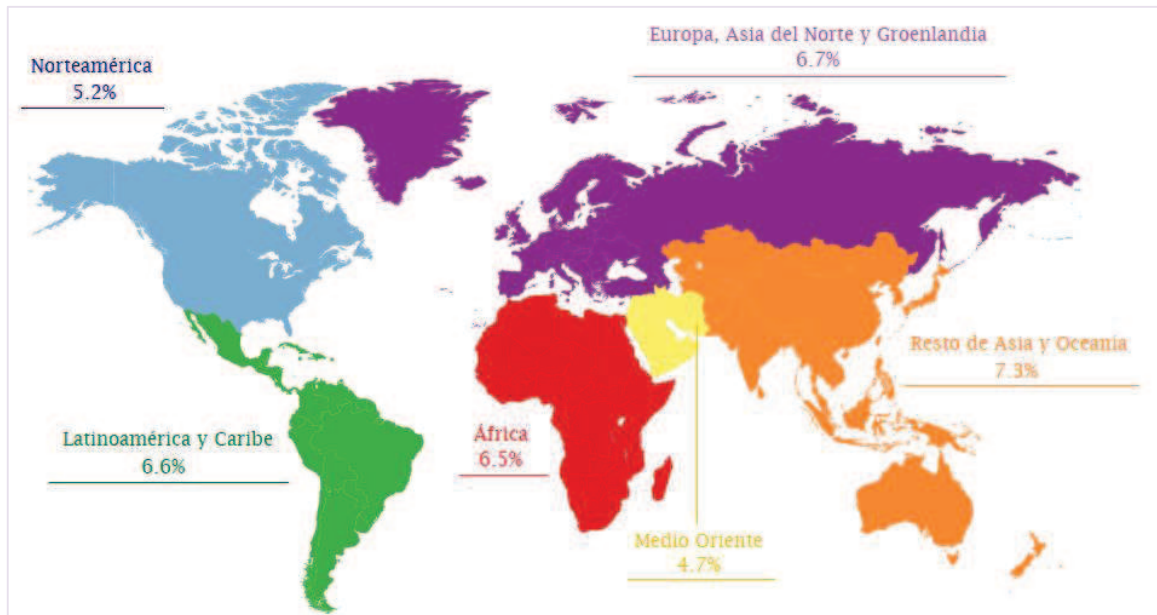 Europa, Asia del Norte y Groenlandia
6.7%
Norteamérica
5.2%
Resto de Asia y Oceanía
7.3%
Latinoamérica y Caribe
6.6%
África
6.5%
Medio Oriente
4.7%